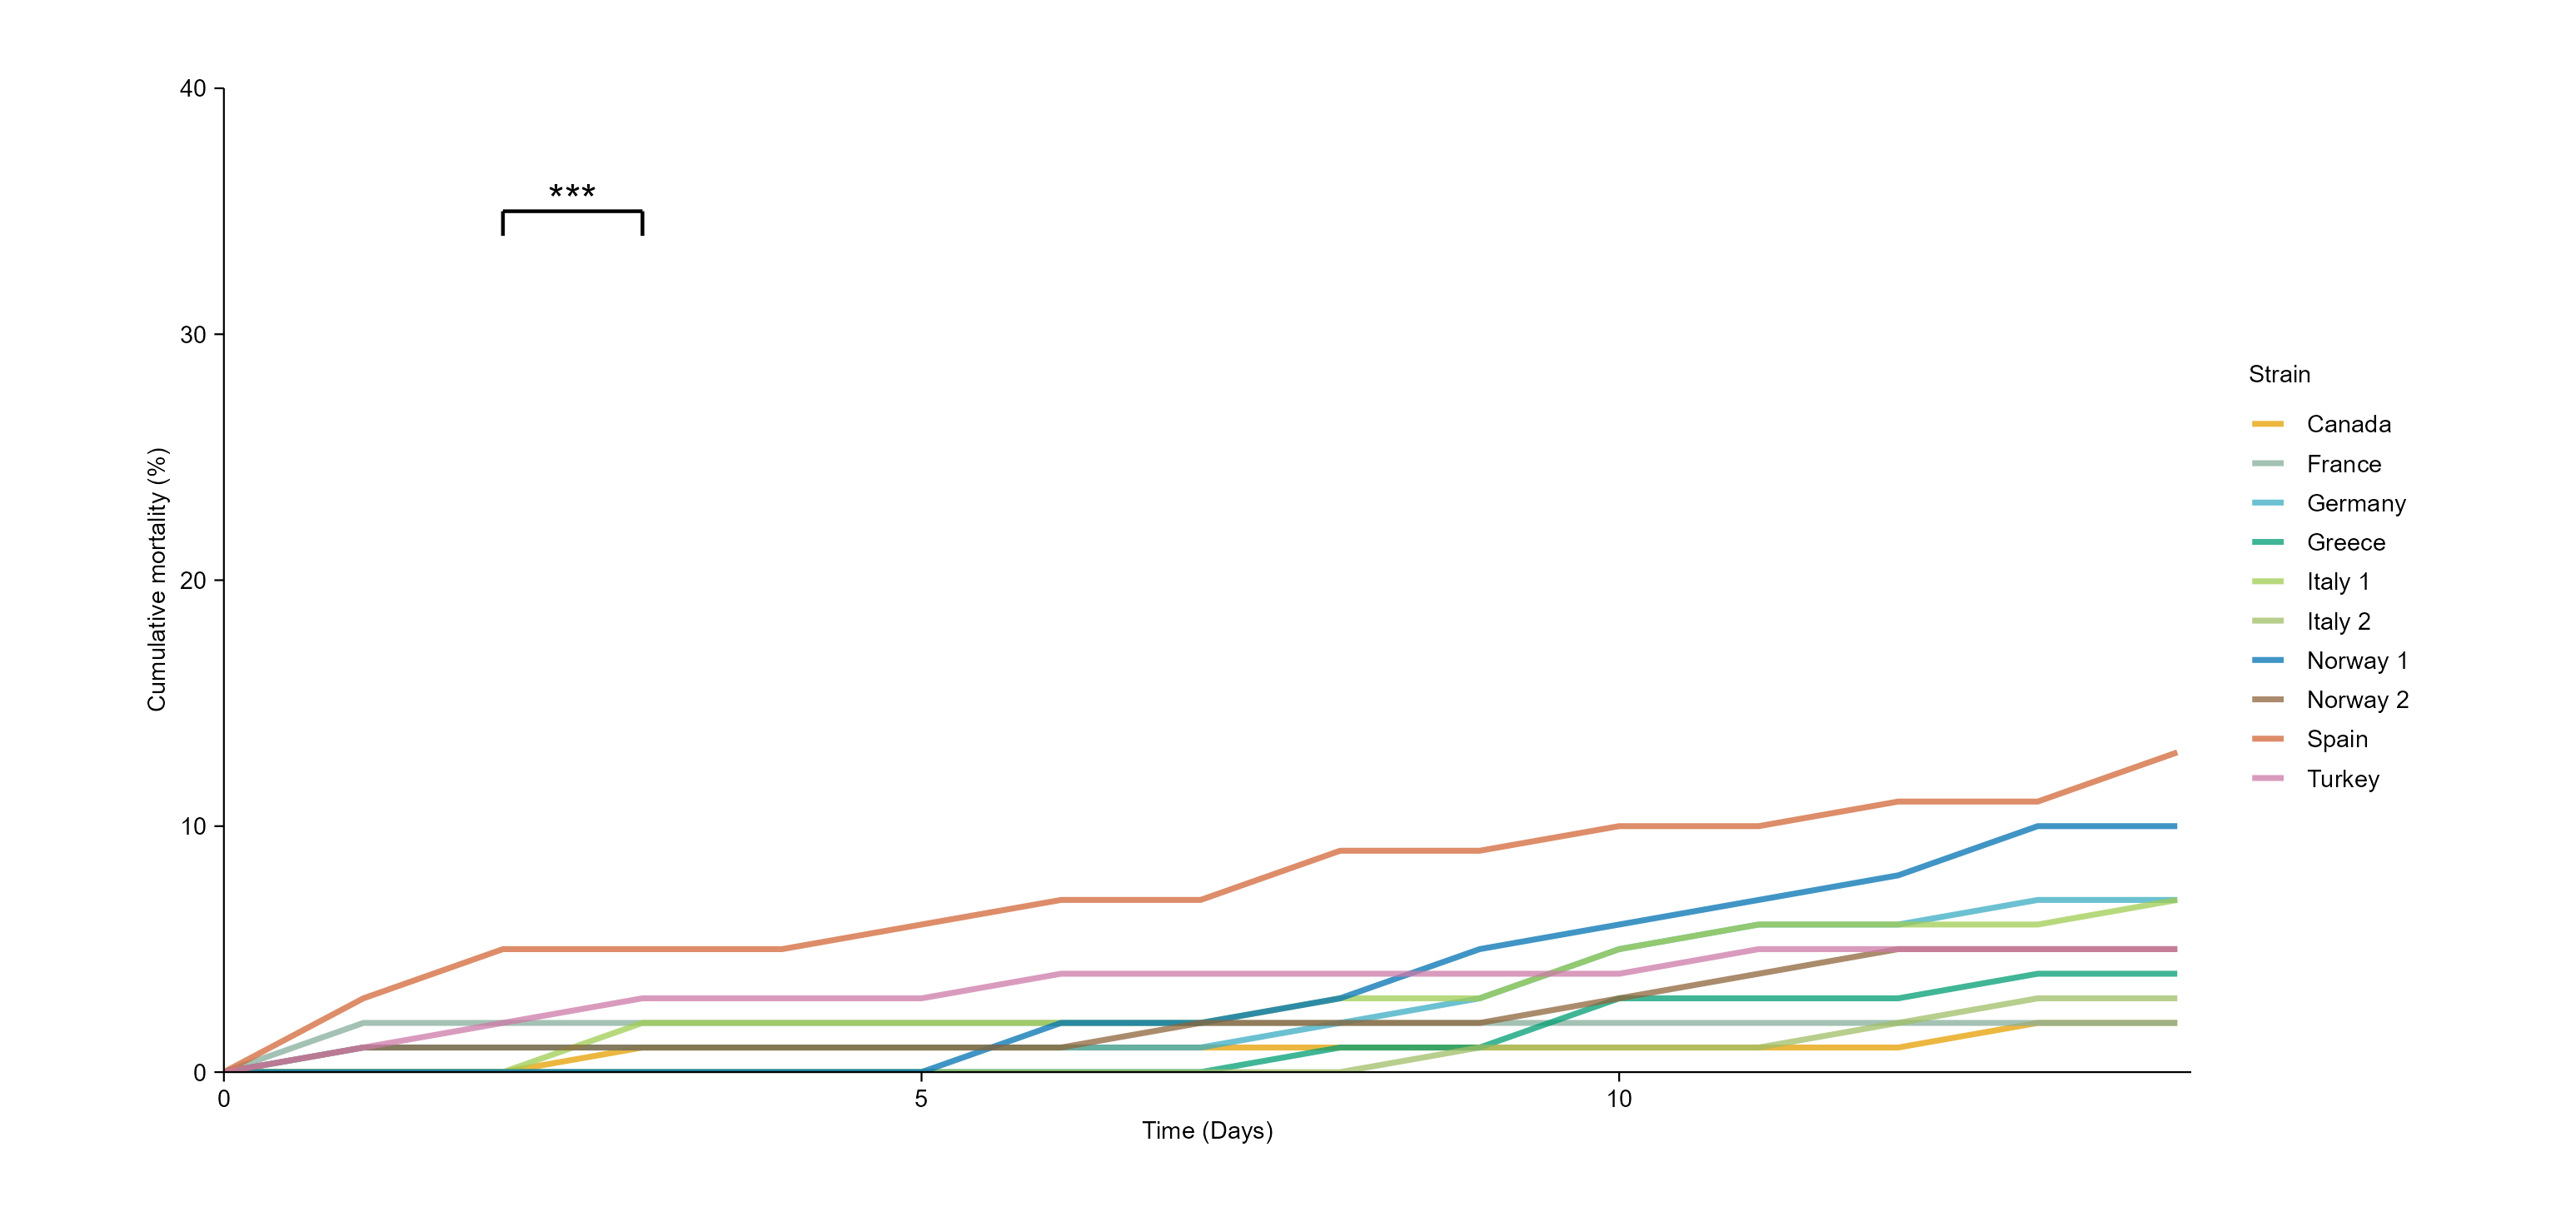 40
***
30
20
10
0
Cumulative mortality (%)
0 5 10
Time (Days)
Strain
Canada
France
Germany
Greece
Italy 1
Italy 2
Norway 1
Norway 2
Spain
Turkey